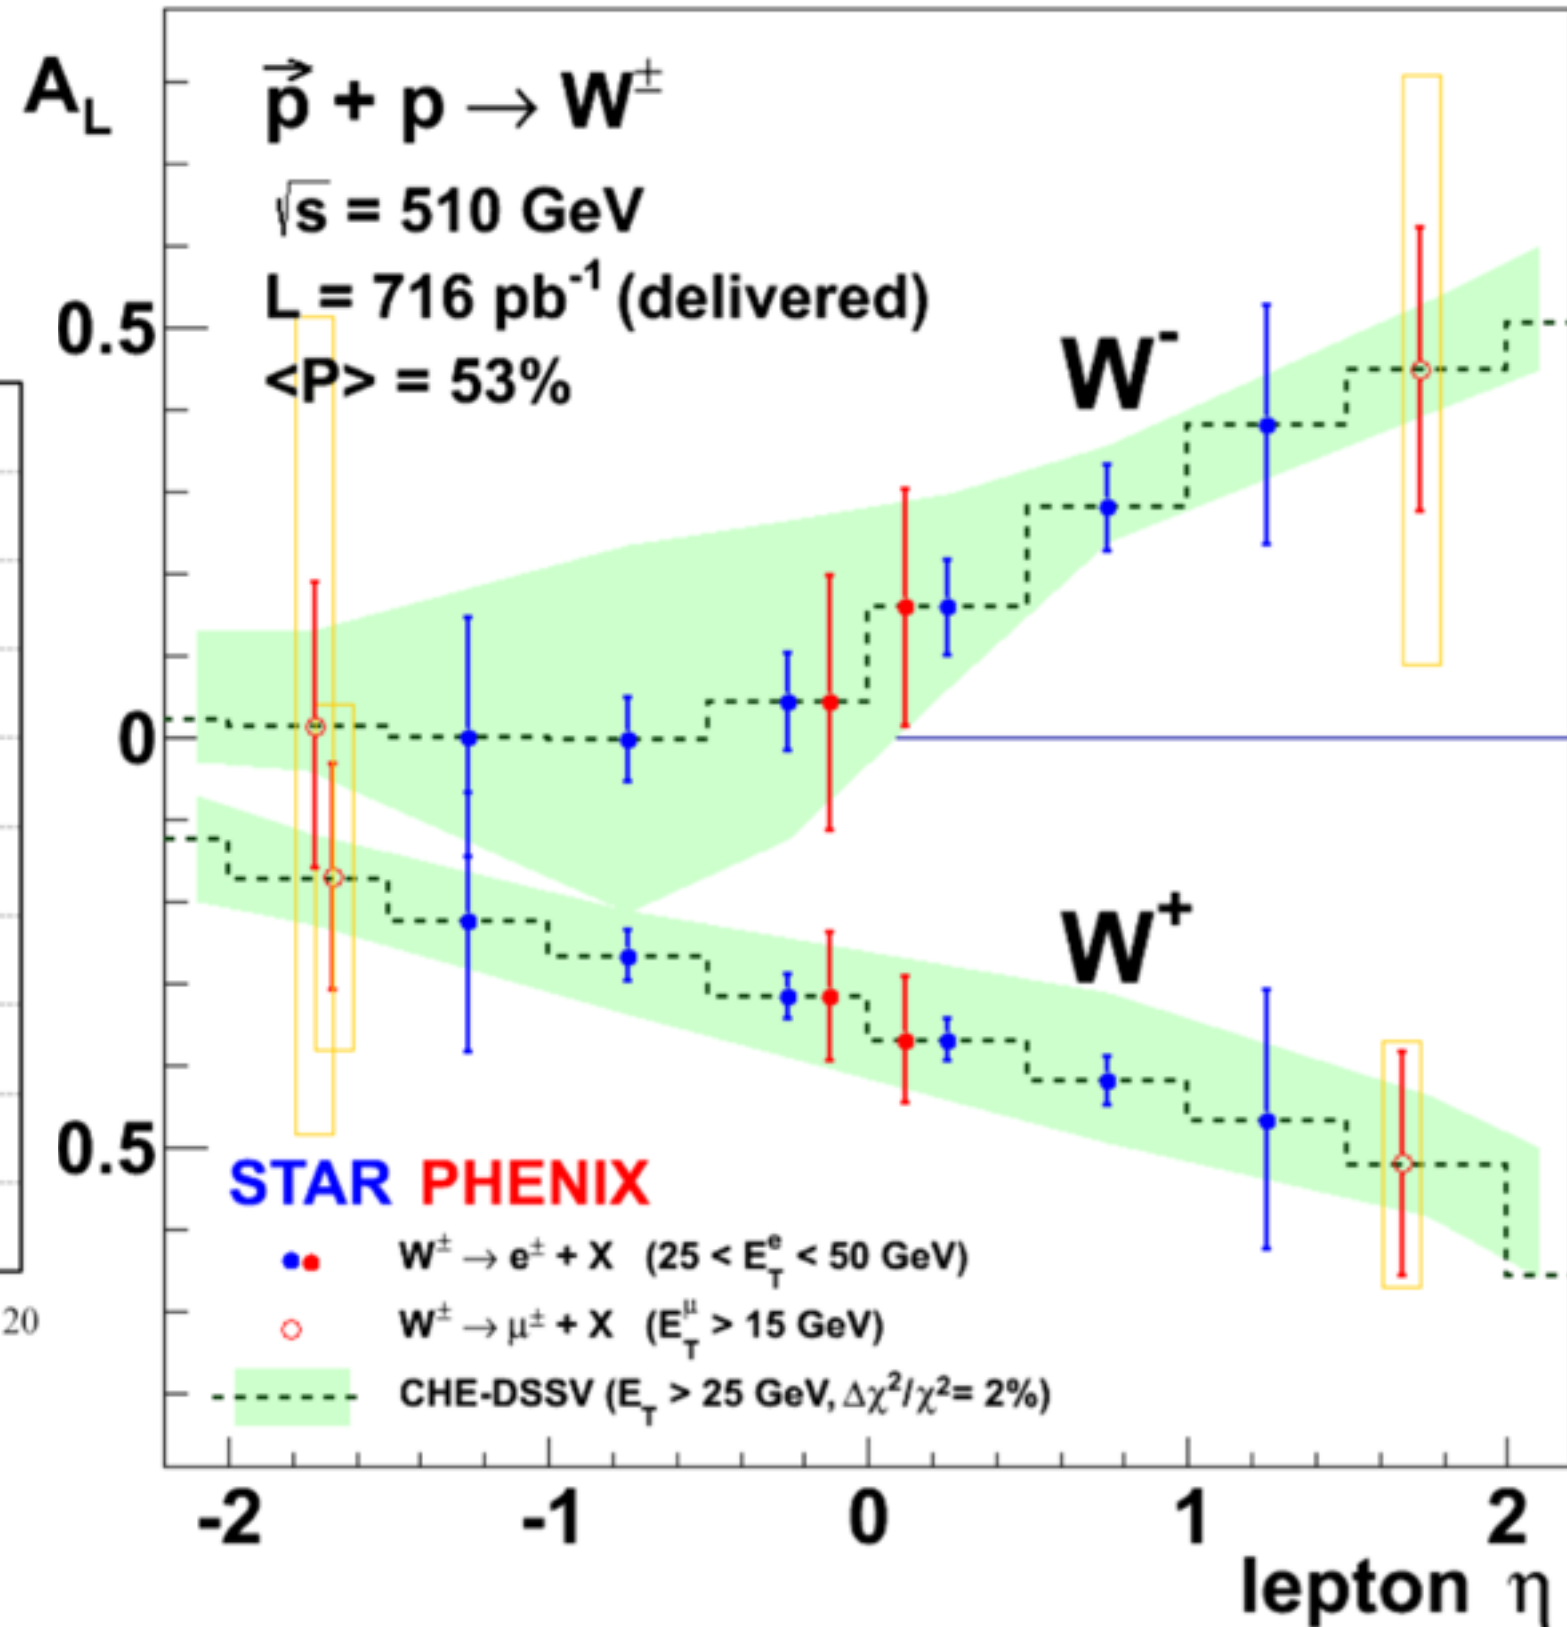 A_L
p⃗ + p → W^±
√s = 510 GeV
L = 716 pb^-1 (delivered)
<P> = 53%
0.5
W^-
0
W^+
0.5
STAR PHENIX
W^± → e^± + X (25 < E_T^e < 50 GeV)
W^± → μ^± + X (E_T^μ > 15 GeV)
CHE-DSSV (E_T > 25 GeV, Δχ²/χ²= 2%)
20
-2 -1 0 1 2
lepton η